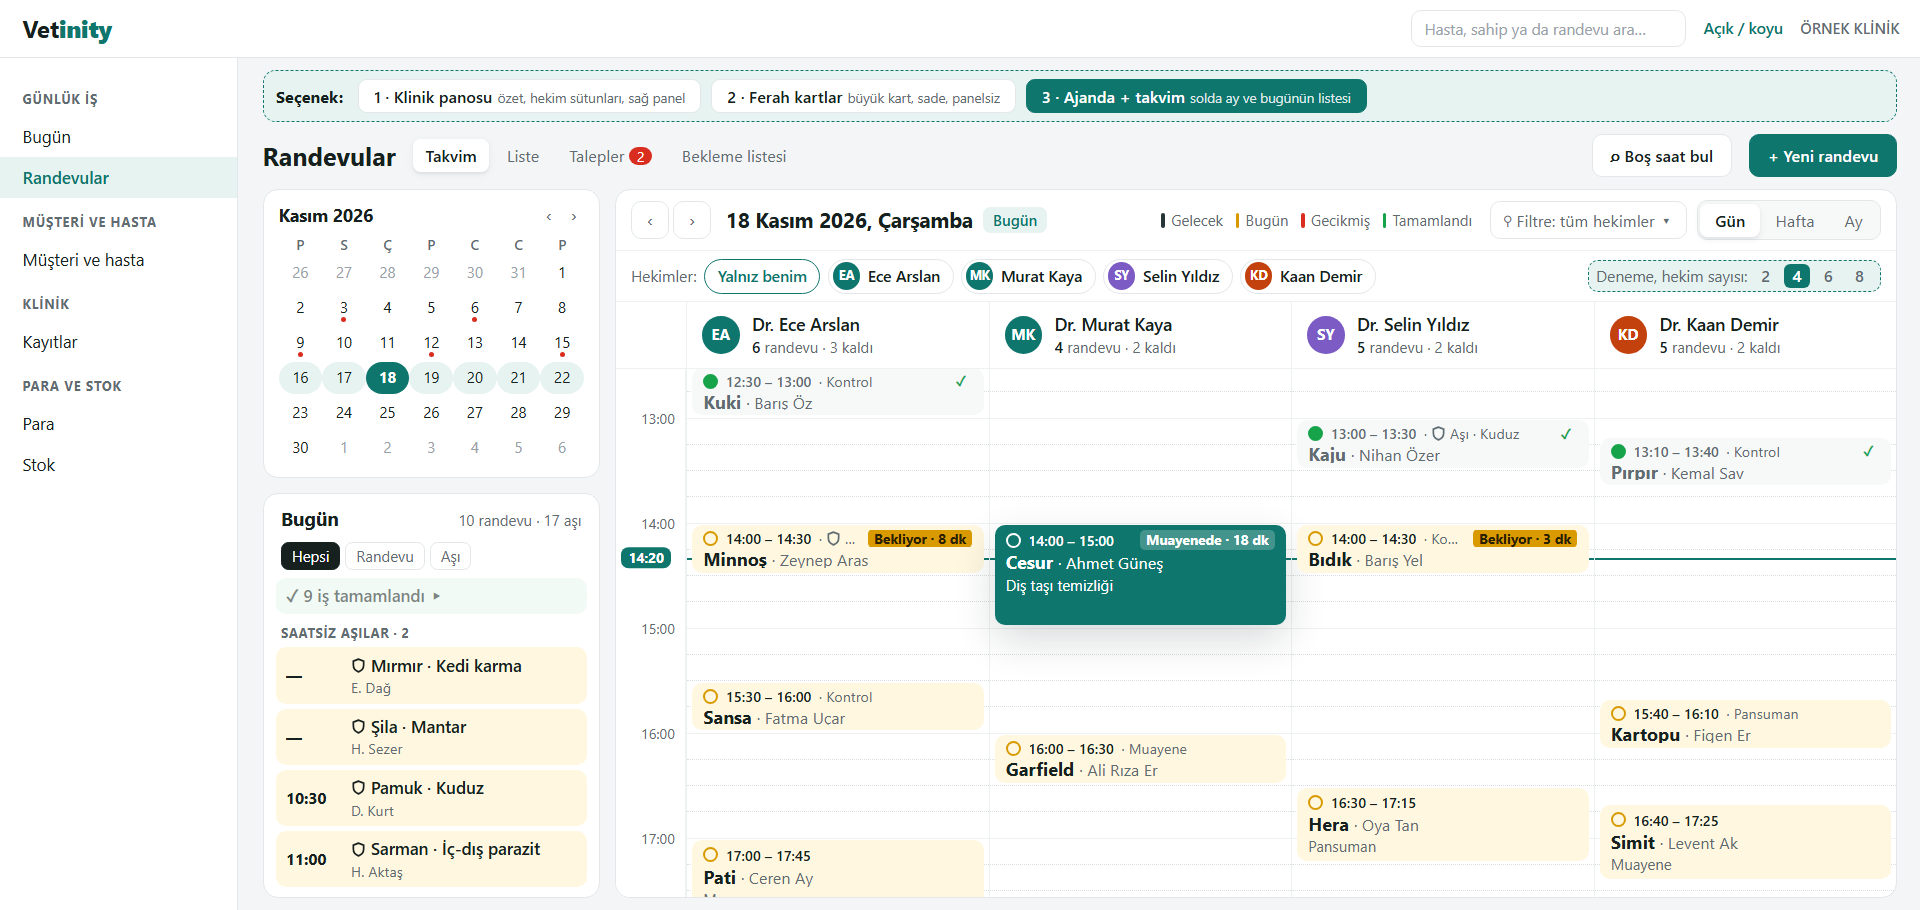 Vetinity
Hasta, sahip ya da randevu ara...
Açık / koyu
ÖRNEK KLİNİK
GÜNLÜK İŞ
Bugün
Randevular
MÜŞTERİ VE HASTA
Müşteri ve hasta
KLİNİK
Kayıtlar
PARA VE STOK
Para
Stok
Seçenek:
1 · Klinik panosu özet, hekim sütunları, sağ panel
2 · Ferah kartlar büyük kart, sade, panelsiz
3 · Ajanda + takvim solda ay ve bugünün listesi
Randevular
Takvim
Liste
Talepler 2
Bekleme listesi
Boş saat bul
+ Yeni randevu
Kasım 2026
P S Ç P C C P
26 27 28 29 30 31 1
2 3 4 5 6 7 8
9 10 11 12 13 14 15
16 17 18 19 20 21 22
23 24 25 26 27 28 29
30 1 2 3 4 5 6
Bugün
10 randevu · 17 aşı
Hepsi
Randevu
Aşı
✓ 9 iş tamamlandı ▸
SAATSİZ AŞILAR · 2
— Mırmır · Kedi karma
E. Dağ
— Şila · Mantar
H. Sezer
10:30 Pamuk · Kuduz
D. Kurt
11:00 Sarman · İç-dış parazit
H. Aktaş
‹ ›
18 Kasım 2026, Çarşamba
Bugün
Gelecek
Bugün
Gecikmiş
Tamamlandı
Filtre: tüm hekimler ▾
Gün
Hafta
Ay
Hekimler:
Yalnız benim
EA Ece Arslan
MK Murat Kaya
SY Selin Yıldız
KD Kaan Demir
Deneme, hekim sayısı: 2 4 6 8
EA Dr. Ece Arslan
6 randevu · 3 kaldı
MK Dr. Murat Kaya
4 randevu · 2 kaldı
SY Dr. Selin Yıldız
5 randevu · 2 kaldı
KD Dr. Kaan Demir
5 randevu · 2 kaldı
13:00
14:00
14:20
15:00
16:00
17:00
12:30 – 13:00 · Kontrol ✓
Kuki · Barış Öz
14:00 – 14:30 · ... Bekliyor · 8 dk
Minnoş · Zeynep Aras
15:30 – 16:00 · Kontrol
Sansa · Fatma Uçar
17:00 – 17:45
Pati · Ceren Ay
14:00 – 15:00 Muayenede · 18 dk
Cesur · Ahmet Güneş
Diş taşı temizliği
16:00 – 16:30 · Muayene
Garfield · Ali Rıza Er
13:00 – 13:30 · Aşı · Kuduz ✓
Kaju · Nihan Özer
14:00 – 14:30 · Ko... Bekliyor · 3 dk
Bıdık · Barış Yel
16:30 – 17:15
Hera · Oya Tan
Pansuman
13:10 – 13:40 · Kontrol ✓
Pırpır · Kemal Sav
15:40 – 16:10 · Pansuman
Kartopu · Figen Er
16:40 – 17:25
Simit · Levent Ak
Muayene